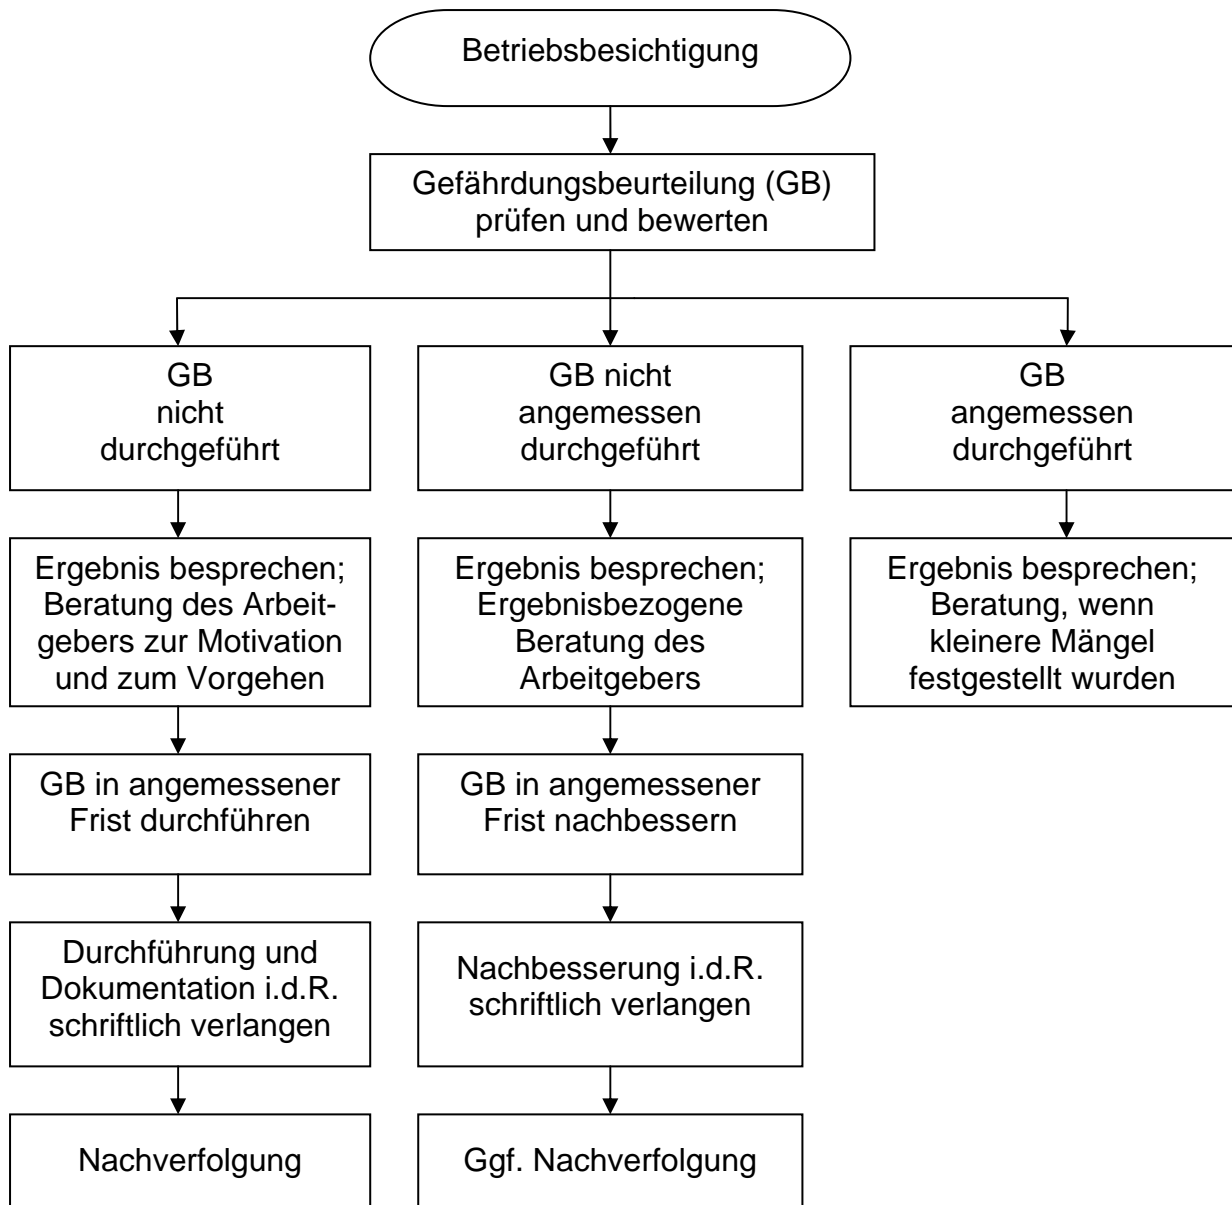 Betriebsbesichtigung
Gefährdungsbeurteilung (GB)
prüfen und bewerten
GB
nicht
durchgeführt
GB nicht
angemessen
durchgeführt
GB
angemessen
durchgeführt
Ergebnis besprechen;
Beratung des Arbeit-
gebers zur Motivation
und zum Vorgehen
Ergebnis besprechen;
Ergebnisbezogene
Beratung des
Arbeitgebers
Ergebnis besprechen;
Beratung, wenn
kleinere Mängel
festgestellt wurden
GB in angemessener
Frist durchführen
GB in angemessener
Frist nachbessern
Durchführung und
Dokumentation i.d.R.
schriftlich verlangen
Nachbesserung i.d.R.
schriftlich verlangen
Nachverfolgung
Ggf. Nachverfolgung